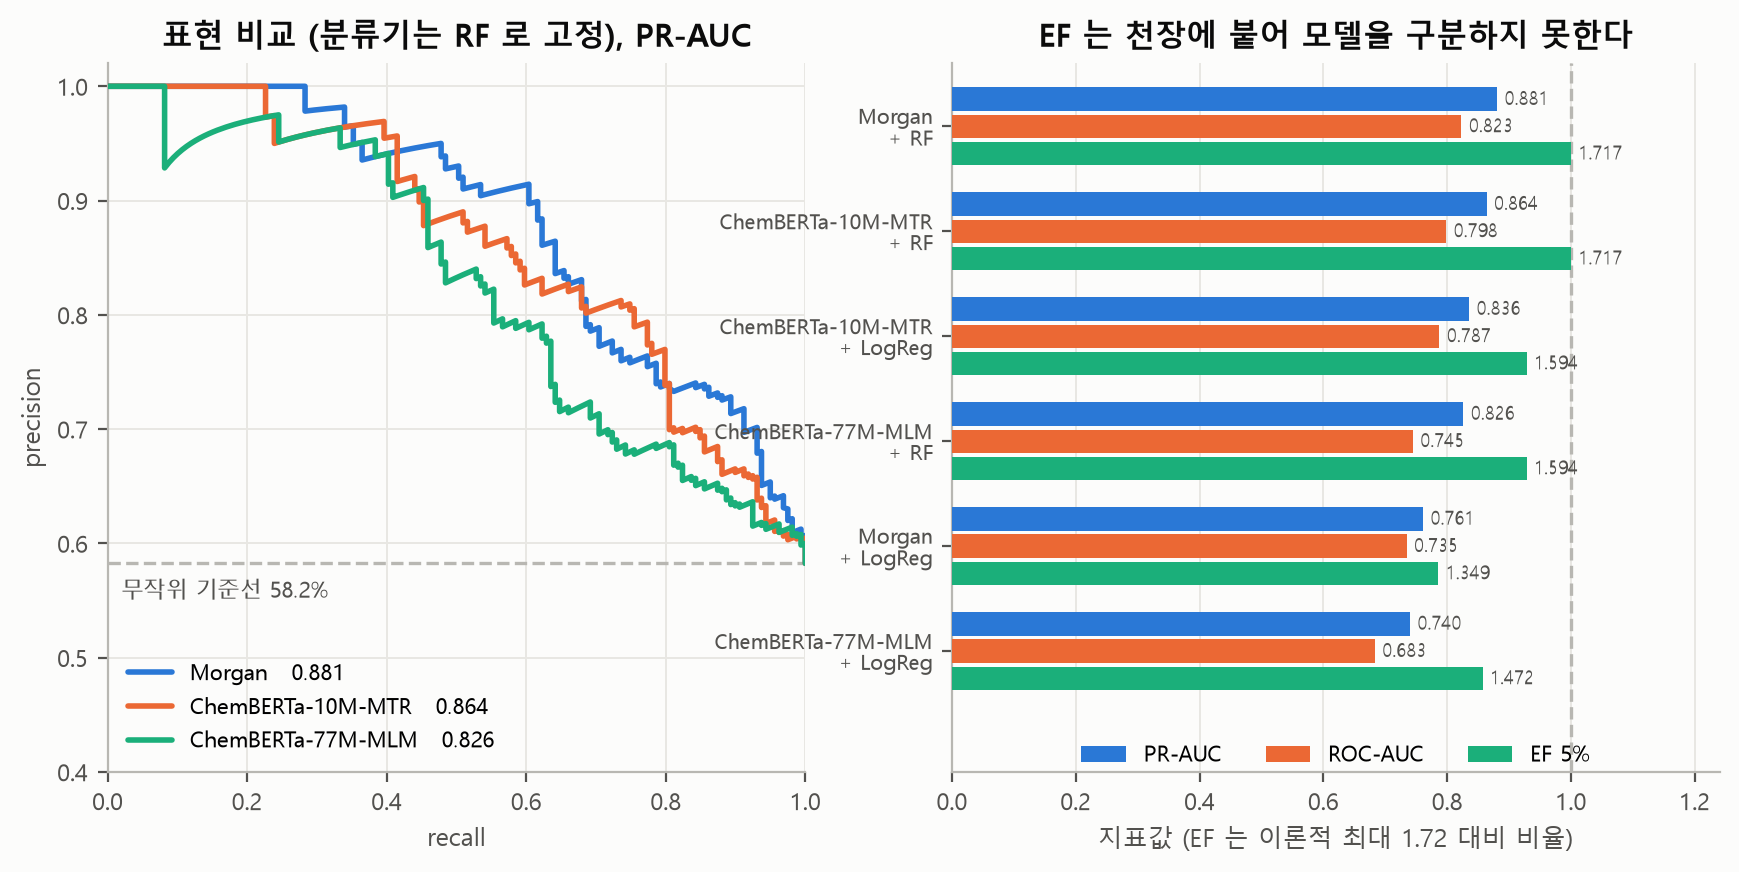 표현 비교 (분류기는 RF 로 고정), PR-AUC
1.0
0.9
0.8
0.7
0.6
0.5
0.4
precision
무작위 기준선 58.2%
Morgan 0.881
ChemBERTa-10M-MTR 0.864
ChemBERTa-77M-MLM 0.826
0.0 0.2 0.4 0.6 0.8 1.0
recall
EF 는 천장에 붙어 모델을 구분하지 못한다
Morgan
+ RF
0.881
0.823
1.717
ChemBERTa-10M-MTR
+ RF
0.864
0.798
1.717
ChemBERTa-10M-MTR
+ LogReg
0.836
0.787
1.594
ChemBERTa-77M-MLM
+ RF
0.826
0.745
1.594
Morgan
+ LogReg
0.761
0.735
1.349
ChemBERTa-77M-MLM
+ LogReg
0.740
0.683
1.472
PR-AUC ROC-AUC EF 5%
0.0 0.2 0.4 0.6 0.8 1.0 1.2
지표값 (EF 는 이론적 최대 1.72 대비 비율)